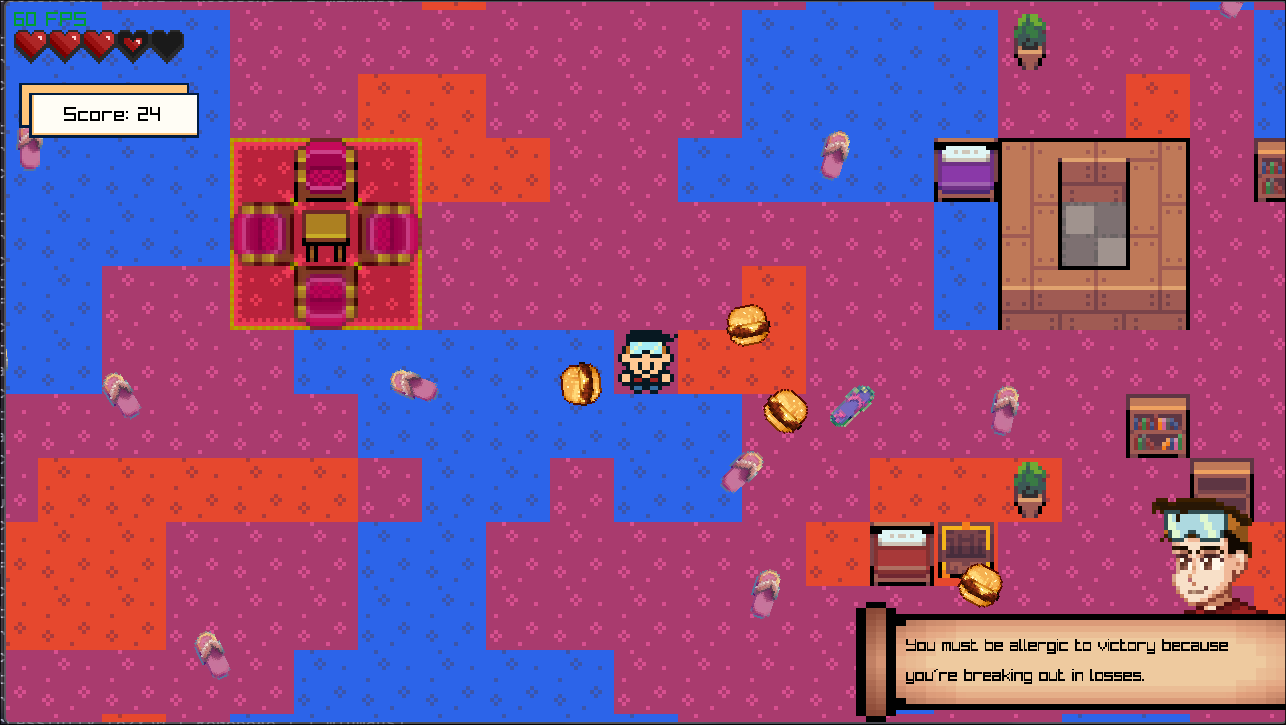 60 FPS
Score: 24
You must be allergic to victory because
you're breaking out in losses.